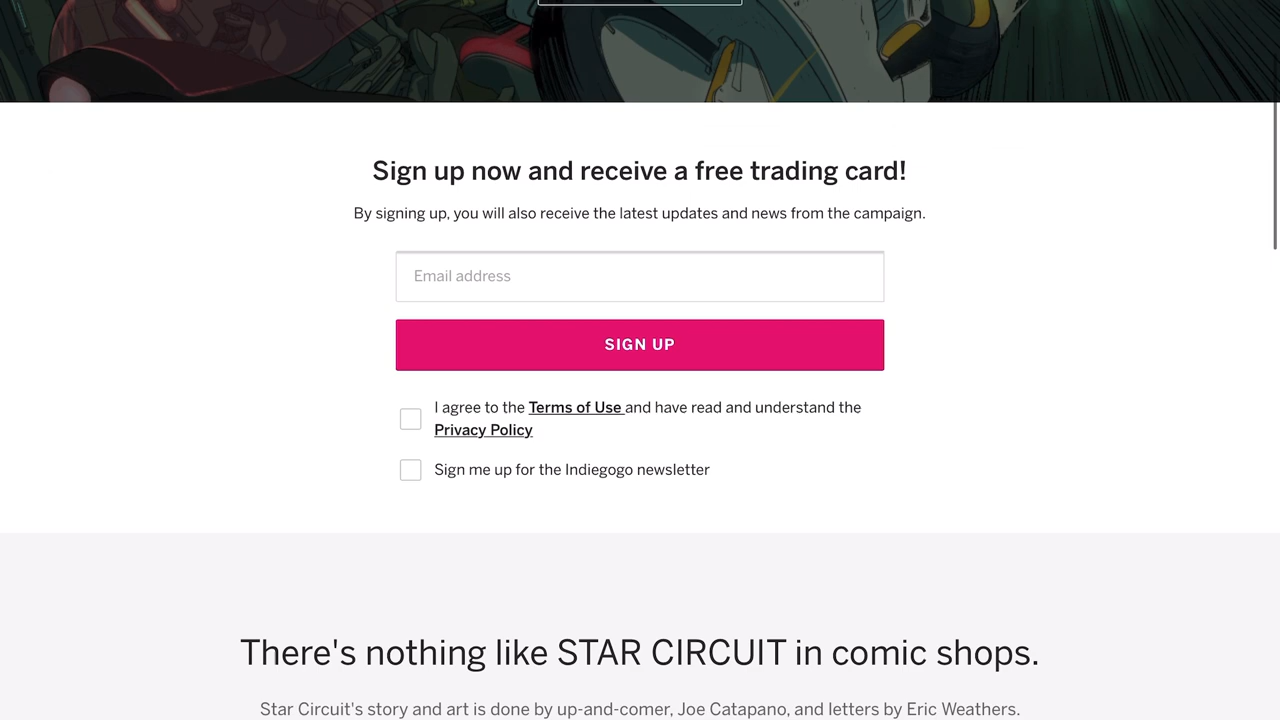 Sign up now and receive a free trading card!
By signing up, you will also receive the latest updates and news from the campaign.
Email address
SIGN UP
I agree to the Terms of Use and have read and understand the
Privacy Policy
Sign me up for the Indiegogo newsletter
There's nothing like STAR CIRCUIT in comic shops.
Star Circuit's story and art is done by up-and-comer, Joe Catapano, and letters by Eric Weathers.